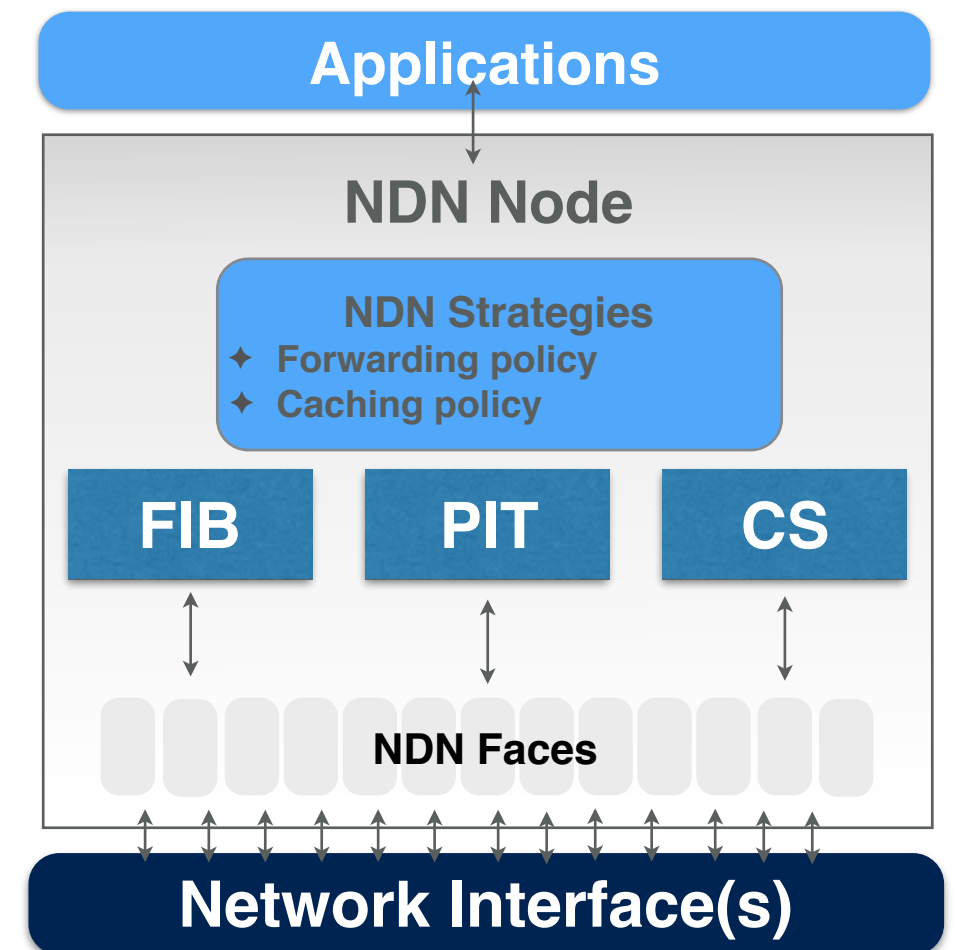 Applications
NDN Node
NDN Strategies
✦ Forwarding policy
✦ Caching policy
FIB PIT CS
NDN Faces
Network Interface(s)